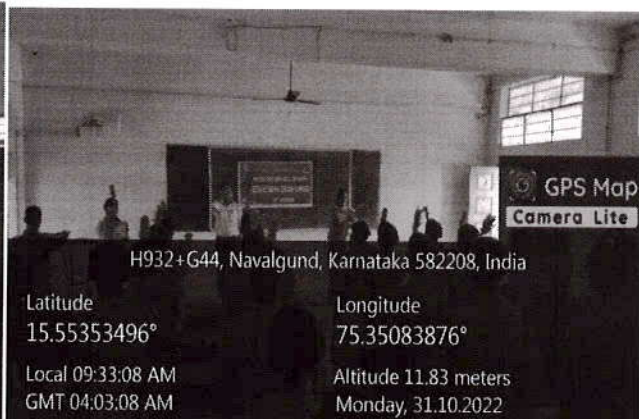 GPS Map
Camera Lite
H932+G44, Navalgund, Karnataka 582208, India
Latitude
15.55353496°
Longitude
75.35083876°
Local 09:33:08 AM
GMT 04:03:08 AM
Altitude 11.83 meters
Monday, 31.10.2022